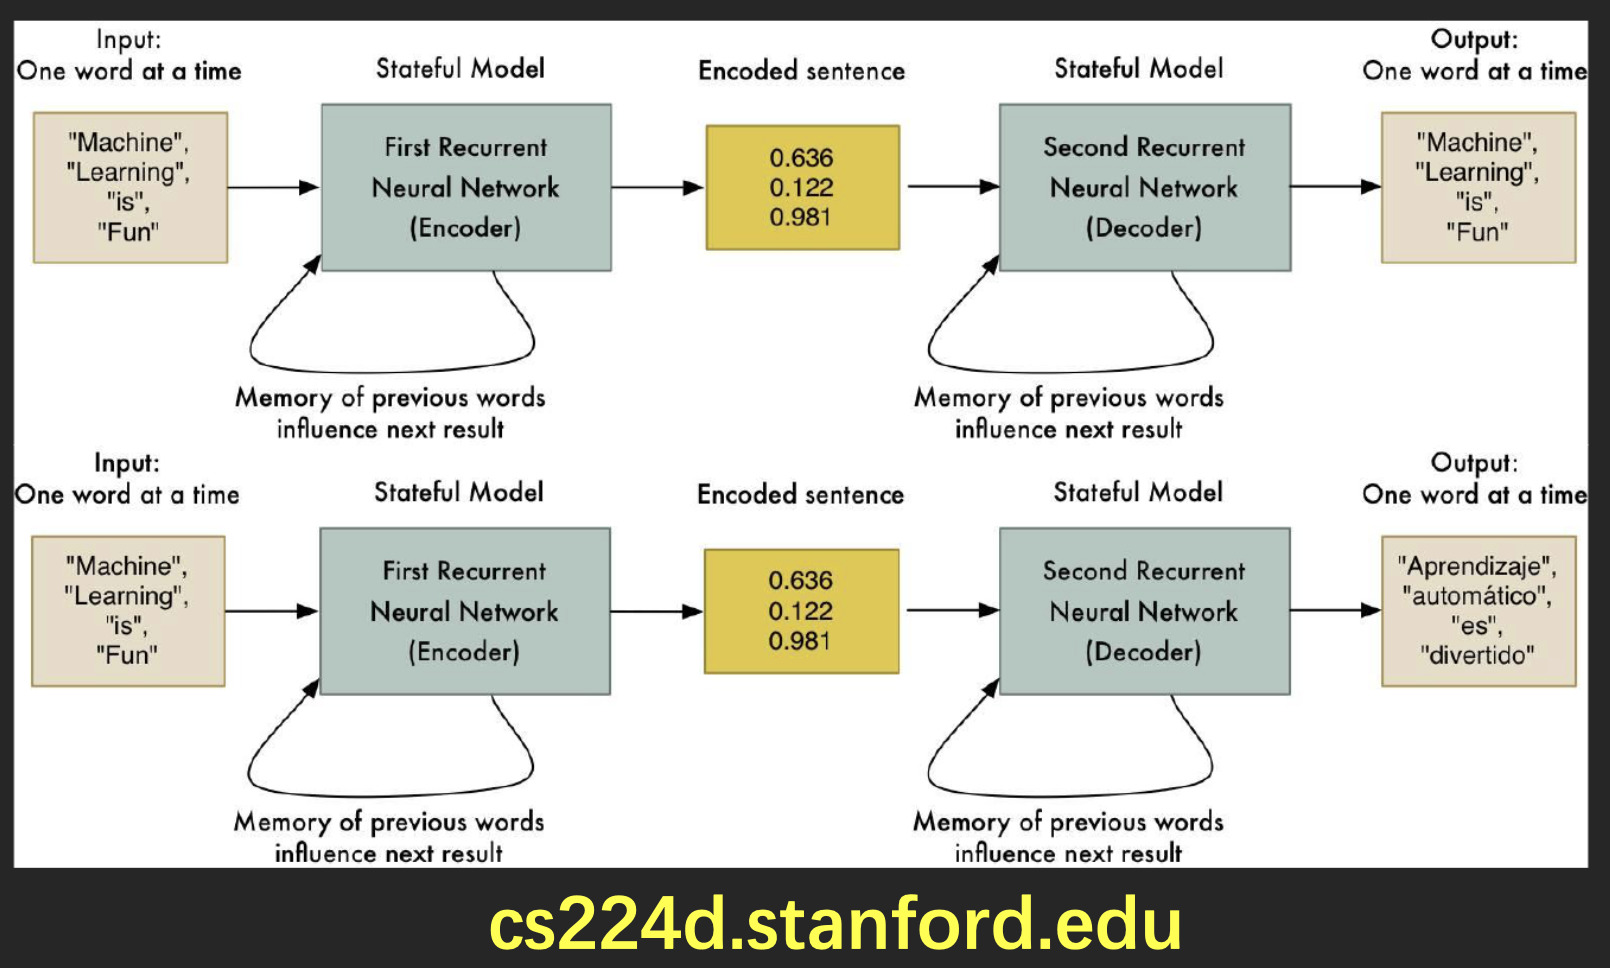 Input:
One word at a time
Stateful Model
Encoded sentence
Stateful Model
Output:
One word at a time
"Machine",
"Learning",
"is",
"Fun"
First Recurrent
Neural Network
(Encoder)
0.636
0.122
0.981
Second Recurrent
Neural Network
(Decoder)
"Machine",
"Learning",
"is",
"Fun"
Memory of previous words
influence next result
Memory of previous words
influence next result
Input:
One word at a time
Stateful Model
Encoded sentence
Stateful Model
Output:
One word at a time
"Machine",
"Learning",
"is",
"Fun"
First Recurrent
Neural Network
(Encoder)
0.636
0.122
0.981
Second Recurrent
Neural Network
(Decoder)
"Aprendizaje",
"automático",
"es",
"divertido"
Memory of previous words
influence next result
Memory of previous words
influence next result
cs224d.stanford.edu